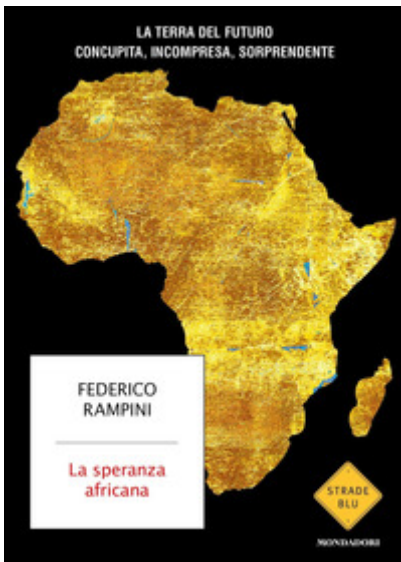 LA TERRA DEL FUTURO
CONCUPITA, INCOMPRESA, SORPRENDENTE
FEDERICO
RAMPINI
La speranza
africana
STRADE
BLU
MONDADORI